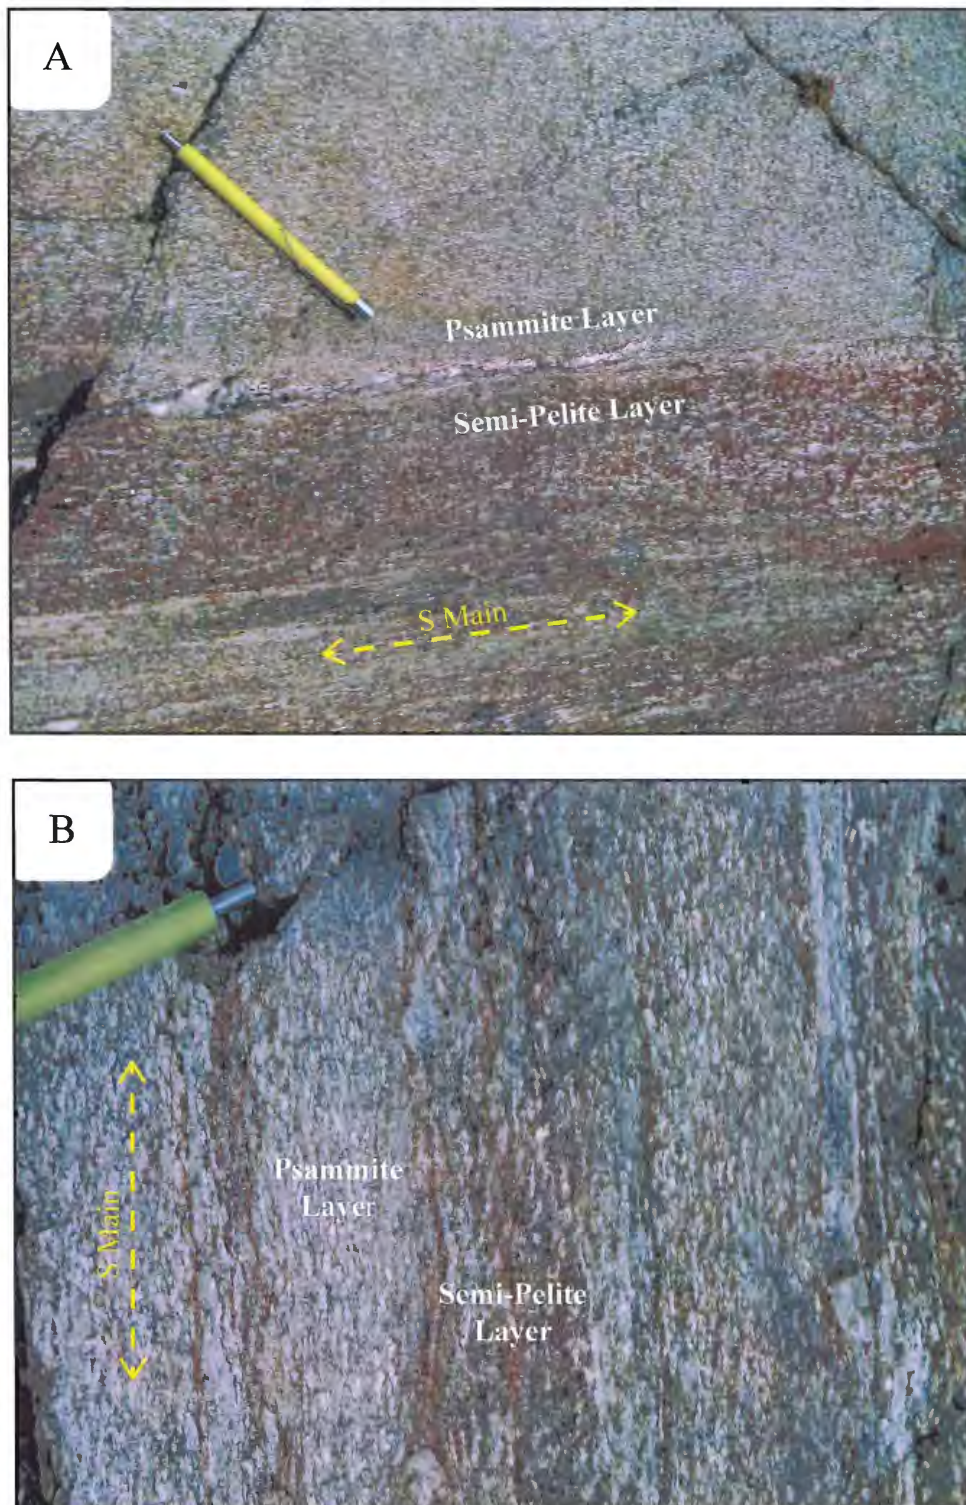 A
Psammite Layer
Semi-Pelite Layer
S Main
B
Psammite
Layer
S Main
Semi-Pelite
Layer